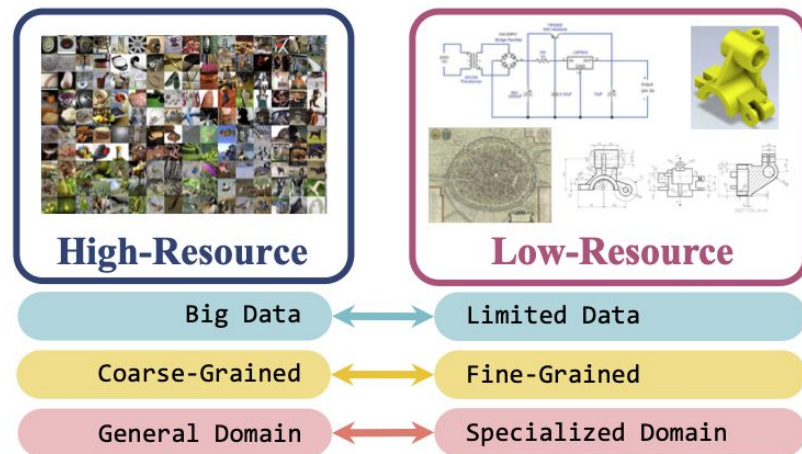 High-Resource
Low-Resource
Big Data
Limited Data
Coarse-Grained
Fine-Grained
General Domain
Specialized Domain